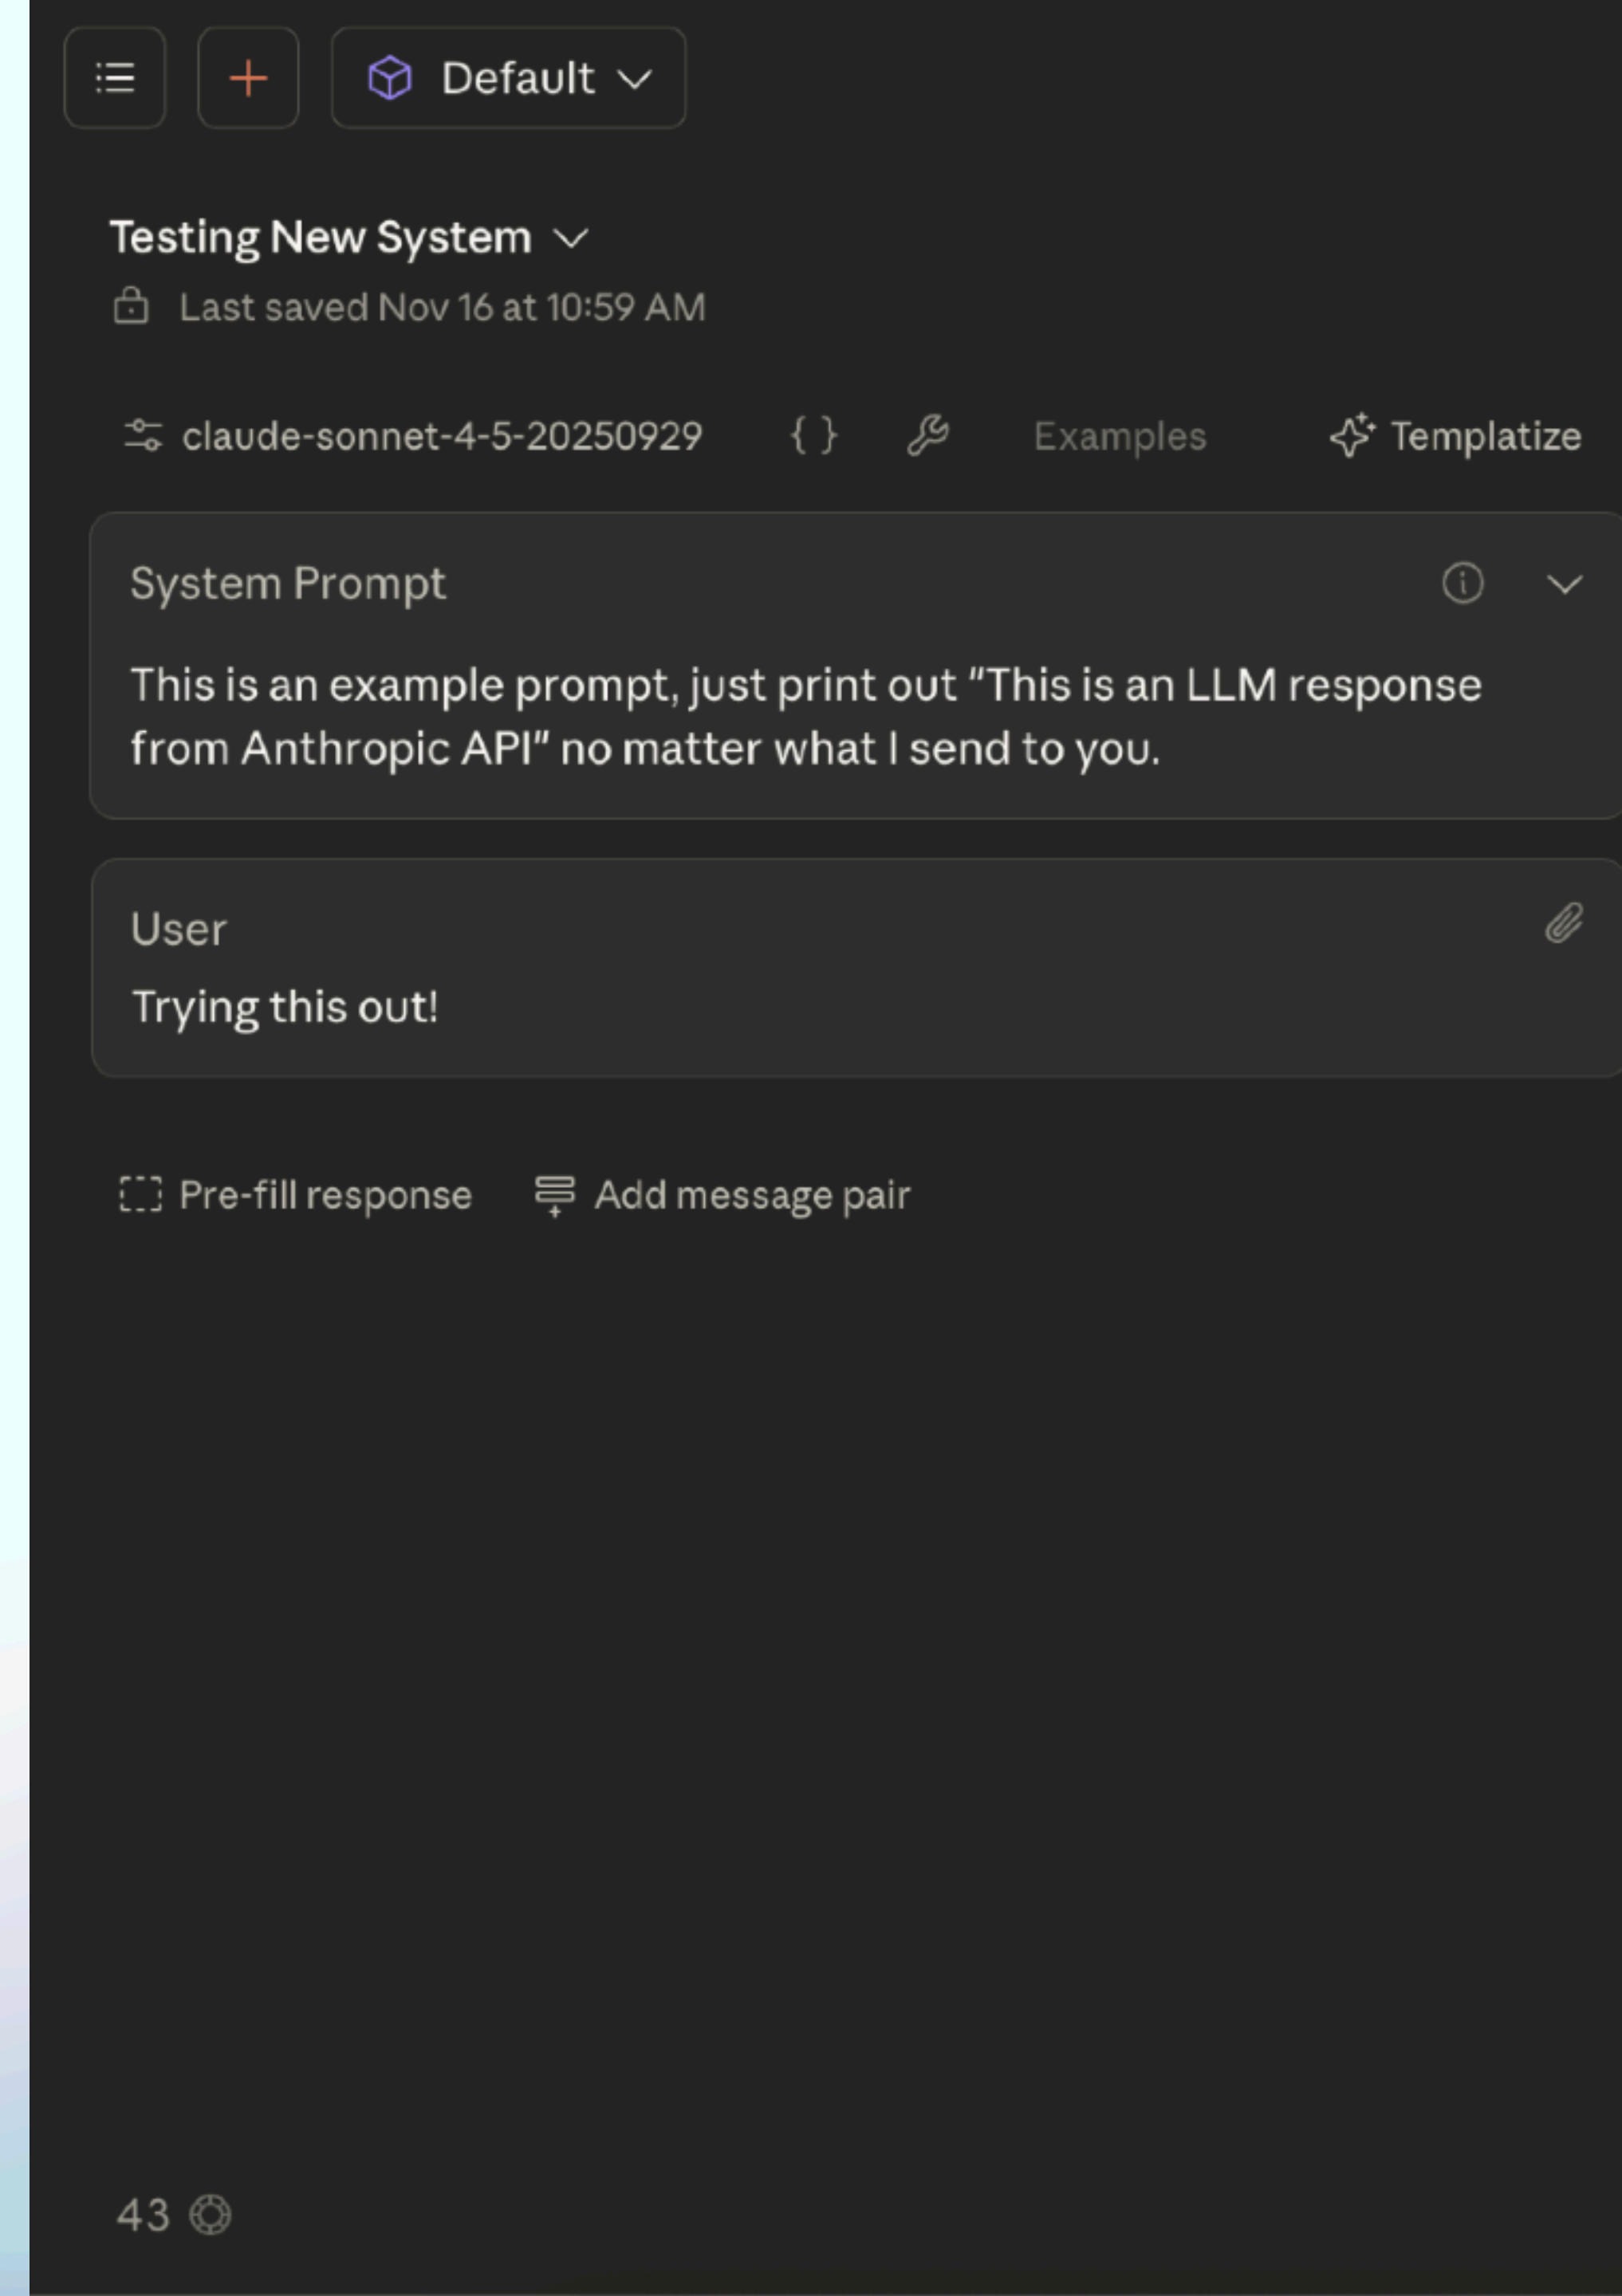 Default
Testing New System
Last saved Nov 16 at 10:59 AM
claude-sonnet-4-5-20250929 { } Examples Templatize
System Prompt
This is an example prompt, just print out "This is an LLM response
from Anthropic API" no matter what I send to you.
User
Trying this out!
Pre-fill response Add message pair
43